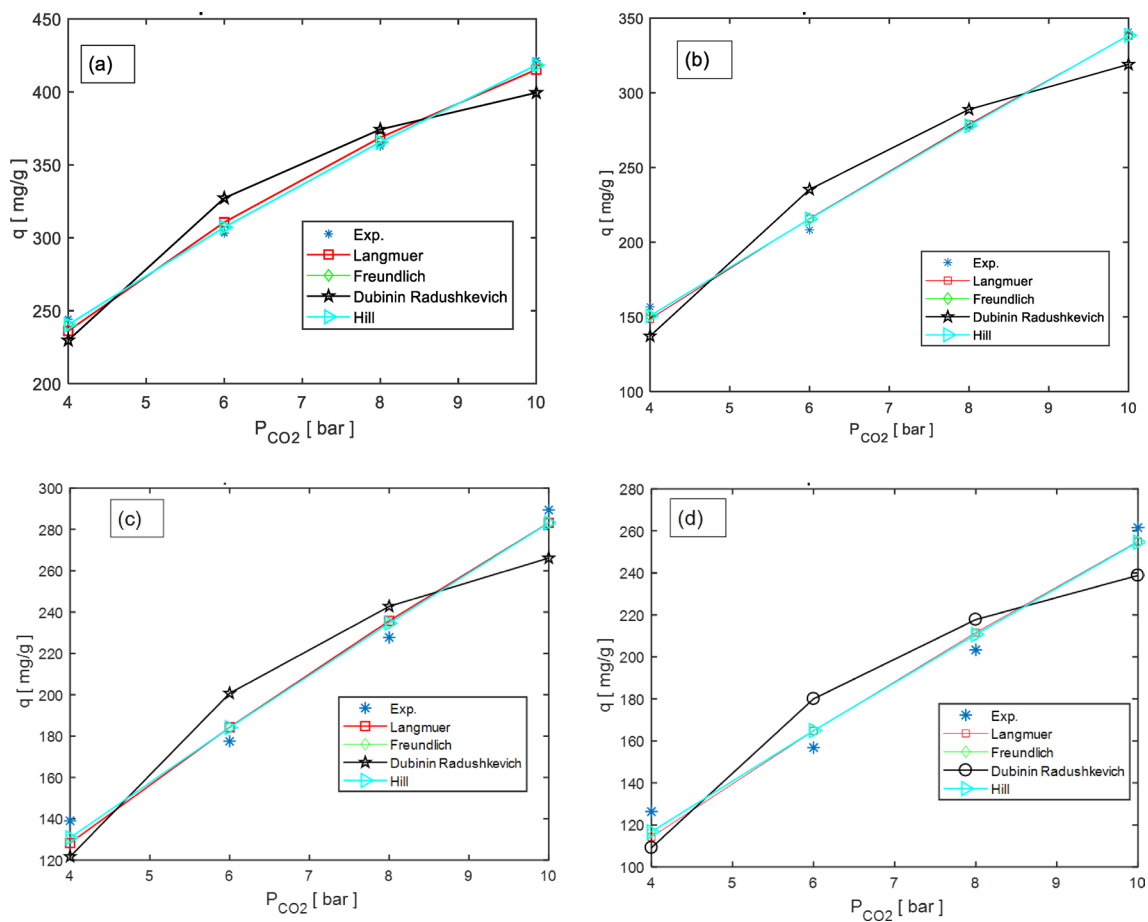 (a)
450
400
350
300
250
200
q [ mg/g ]
Exp.
Langmuer
Freundlich
Dubinin Radushkevich
Hill
4 5 6 7 8 9 10
P_CO2 [ bar ]
(b)
350
300
250
200
150
100
q [ mg/g ]
Exp.
Langmuer
Freundlich
Dubinin Radushkevich
Hill
4 5 6 7 8 9 10
P_CO2 [ bar ]
(c)
300
280
260
240
220
200
180
160
140
120
q [ mg/g ]
Exp.
Langmuer
Freundlich
Dubinin Radushkevich
Hill
4 5 6 7 8 9 10
P_CO2 [ bar ]
(d)
280
260
240
220
200
180
160
140
120
100
q [ mg/g ]
Exp.
Langmuer
Freundlich
Dubinin Radushkevich
Hill
4 5 6 7 8 9 10
P_CO2 [ bar ]